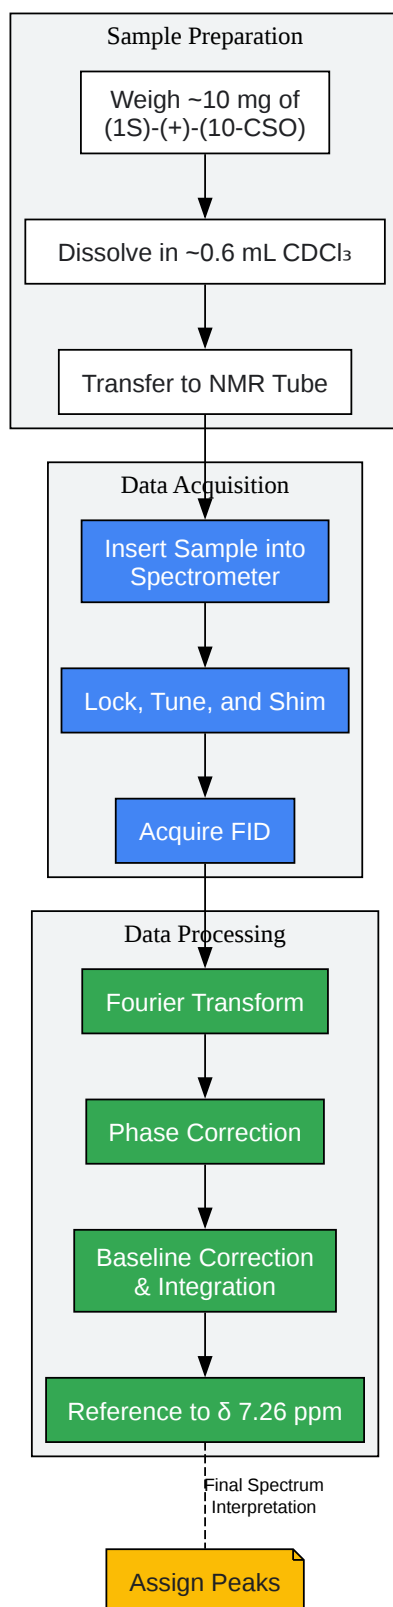 Sample Preparation
Weigh ~10 mg of
(1S)-(+)-(10-CSO)
Dissolve in ~0.6 mL CDCl₃
Transfer to NMR Tube
Data Acquisition
Insert Sample into
Spectrometer
Lock, Tune, and Shim
Acquire FID
Data Processing
Fourier Transform
Phase Correction
Baseline Correction
& Integration
Reference to δ 7.26 ppm
Final Spectrum
Interpretation
Assign Peaks